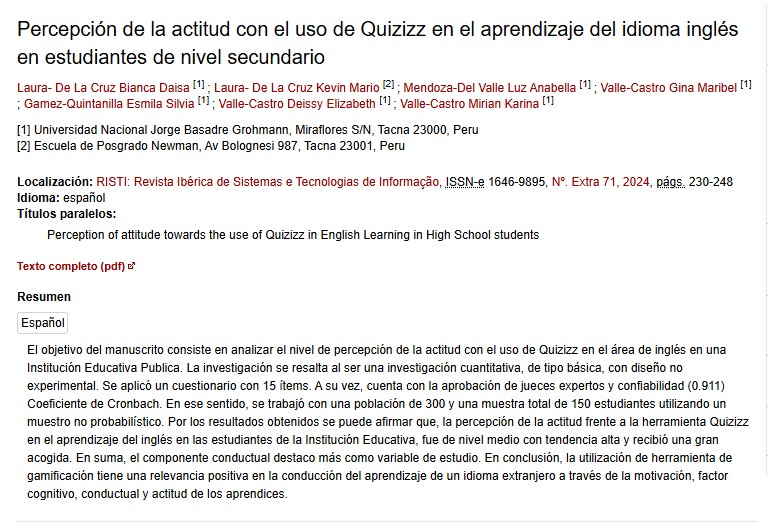 Percepción de la actitud con el uso de Quizizz en el aprendizaje del idioma inglés
en estudiantes de nivel secundario
Laura- De La Cruz Bianca Daisa [1] ; Laura- De La Cruz Kevin Mario [2] ; Mendoza-Del Valle Luz Anabella [1] ; Valle-Castro Gina Maribel [1]
; Gamez-Quintanilla Esmila Silvia [1] ; Valle-Castro Deissy Elizabeth [1] ; Valle-Castro Mirian Karina [1]
[1] Universidad Nacional Jorge Basadre Grohmann, Miraflores S/N, Tacna 23000, Peru
[2] Escuela de Posgrado Newman, Av Bolognesi 987, Tacna 23001, Peru
Localización: RISTI: Revista Ibérica de Sistemas e Tecnologias de Informação, ISSN-e 1646-9895, Nº. Extra 71, 2024, págs. 230-248
Idioma: español
Títulos paralelos:
Perception of attitude towards the use of Quizizz in English Learning in High School students
Texto completo (pdf)
Resumen
Español
El objetivo del manuscrito consiste en analizar el nivel de percepción de la actitud con el uso de Quizizz en el área de inglés en una
Institución Educativa Publica. La investigación se resalta al ser una investigación cuantitativa, de tipo básica, con diseño no
experimental. Se aplicó un cuestionario con 15 ítems. A su vez, cuenta con la aprobación de jueces expertos y confiabilidad (0.911)
Coeficiente de Cronbach. En ese sentido, se trabajó con una población de 300 y una muestra total de 150 estudiantes utilizando un
muestro no probabilístico. Por los resultados obtenidos se puede afirmar que, la percepción de la actitud frente a la herramienta Quizizz
en el aprendizaje del inglés en las estudiantes de la Institución Educativa, fue de nivel medio con tendencia alta y recibió una gran
acogida. En suma, el componente conductual destaco más como variable de estudio. En conclusión, la utilización de herramienta de
gamificación tiene una relevancia positiva en la conducción del aprendizaje de un idioma extranjero a través de la motivación, factor
cognitivo, conductual y actitud de los aprendices.